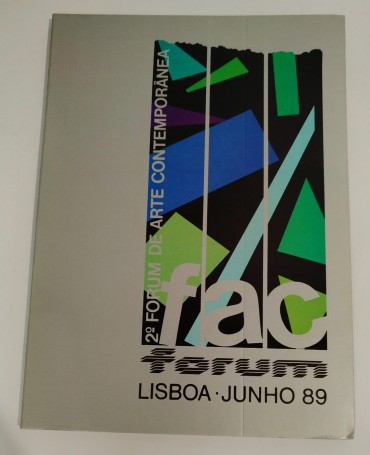 2º FORUM DE ARTE CONTEMPORÂNEA
fac
forum
LISBOA · JUNHO 89